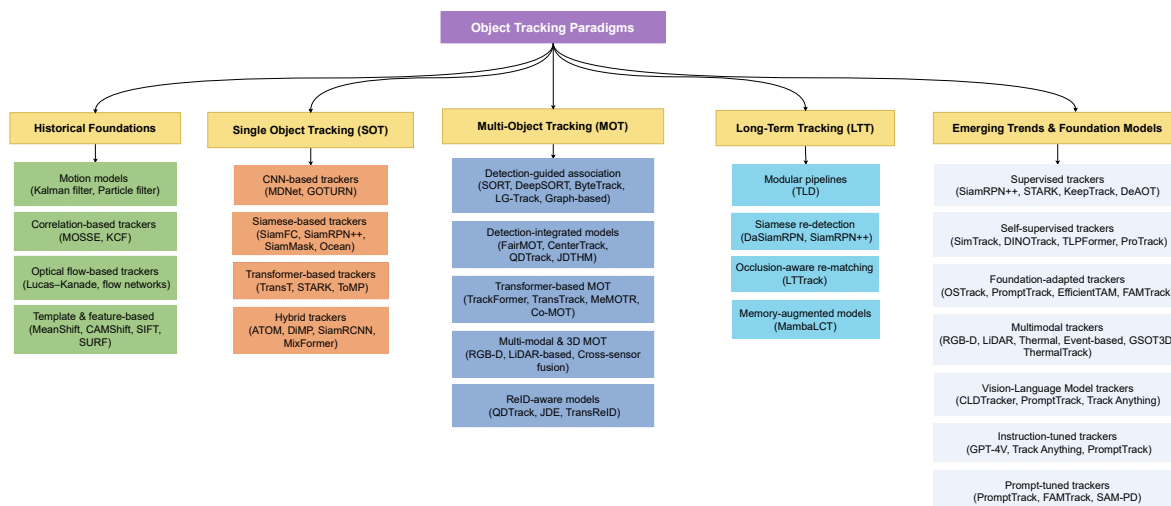 Object Tracking Paradigms
Historical Foundations
Motion models
(Kalman filter, Particle filter)
Correlation-based trackers
(MOSSE, KCF)
Optical flow-based trackers
(Lucas–Kanade, flow networks)
Template & feature-based
(MeanShift, CAMShift, SIFT,
SURF)
Single Object Tracking (SOT)
CNN-based trackers
(MDNet, GOTURN)
Siamese-based trackers
(SiamFC, SiamRPN++,
SiamMask, Ocean)
Transformer-based trackers
(TransT, STARK, ToMP)
Hybrid trackers
(ATOM, DiMP, SiamRCNN,
MixFormer)
Multi-Object Tracking (MOT)
Detection-guided association
(SORT, DeepSORT, ByteTrack,
LG-Track, Graph-based)
Detection-integrated models
(FairMOT, CenterTrack,
QDTrack, JDTHM)
Transformer-based MOT
(TrackFormer, TransTrack, MeMOTR,
Co-MOT)
Multi-modal & 3D MOT
(RGB-D, LiDAR-based, Cross-sensor
fusion)
ReID-aware models
(QDTrack, JDE, TransReID)
Long-Term Tracking (LTT)
Modular pipelines
(TLD)
Siamese re-detection
(DaSiamRPN, SiamRPN++)
Occlusion-aware re-matching
(LTTrack)
Memory-augmented models
(MambaLCT)
Emerging Trends & Foundation Models
Supervised trackers
(SiamRPN++, STARK, KeepTrack, DeAOT)
Self-supervised trackers
(SimTrack, DINOTrack, TLPFormer, ProTrack)
Foundation-adapted trackers
(OSTrack, PromptTrack, EfficientTAM, FAMTrack)
Multimodal trackers
(RGB-D, LiDAR, Thermal, Event-based, GSOT3D
ThermalTrack)
Vision-Language Model trackers
(CLDTracker, PromptTrack, Track Anything)
Instruction-tuned trackers
(GPT-4V, Track Anything, PromptTrack)
Prompt-tuned trackers
(PromptTrack, FAMTrack, SAM-PD)